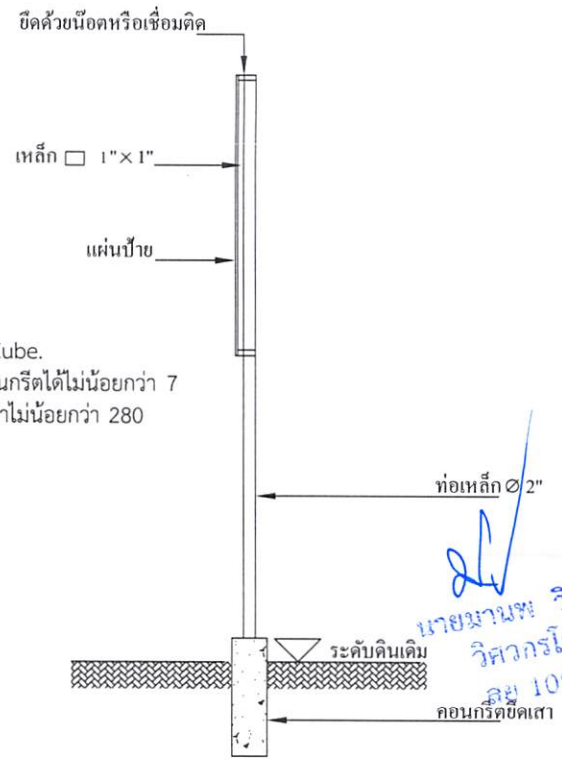 ยึดด้วยน๊อตหรือเชื่อมติด
เหล็ก □ 1"×1"
แผ่นป้าย
ube.
นกรีตได้ไม่น้อยกว่า 7
าไม่น้อยกว่า 280
ท่อเหล็ก Ø 2"
นายมานพ
ระดับดินเดิม
วิศวกรโ
ลย 10
คอนกรีตยึดเสา